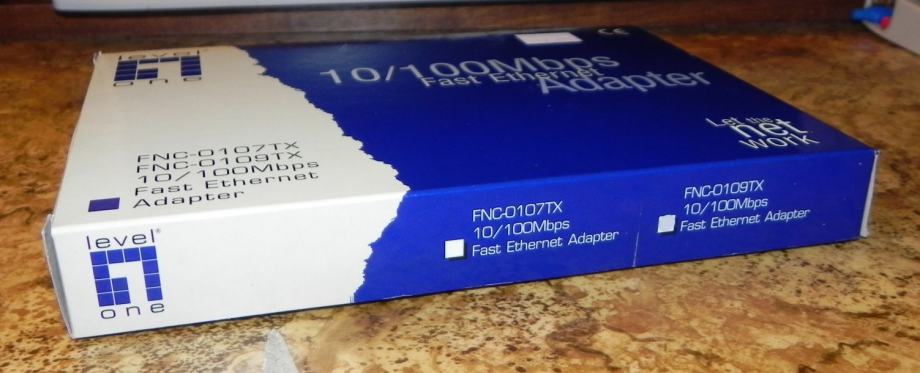 level
one
10/100Mbps
Fast Ethernet
Adapter
CE
Let the
net
work
FNC-0107TX
FNC-0109TX
10/100Mbps
Fast Ethernet
Adapter
level®
one
FNC-0107TX
10/100Mbps
Fast Ethernet Adapter
FNC-0109TX
10/100Mbps
Fast Ethernet Adapter